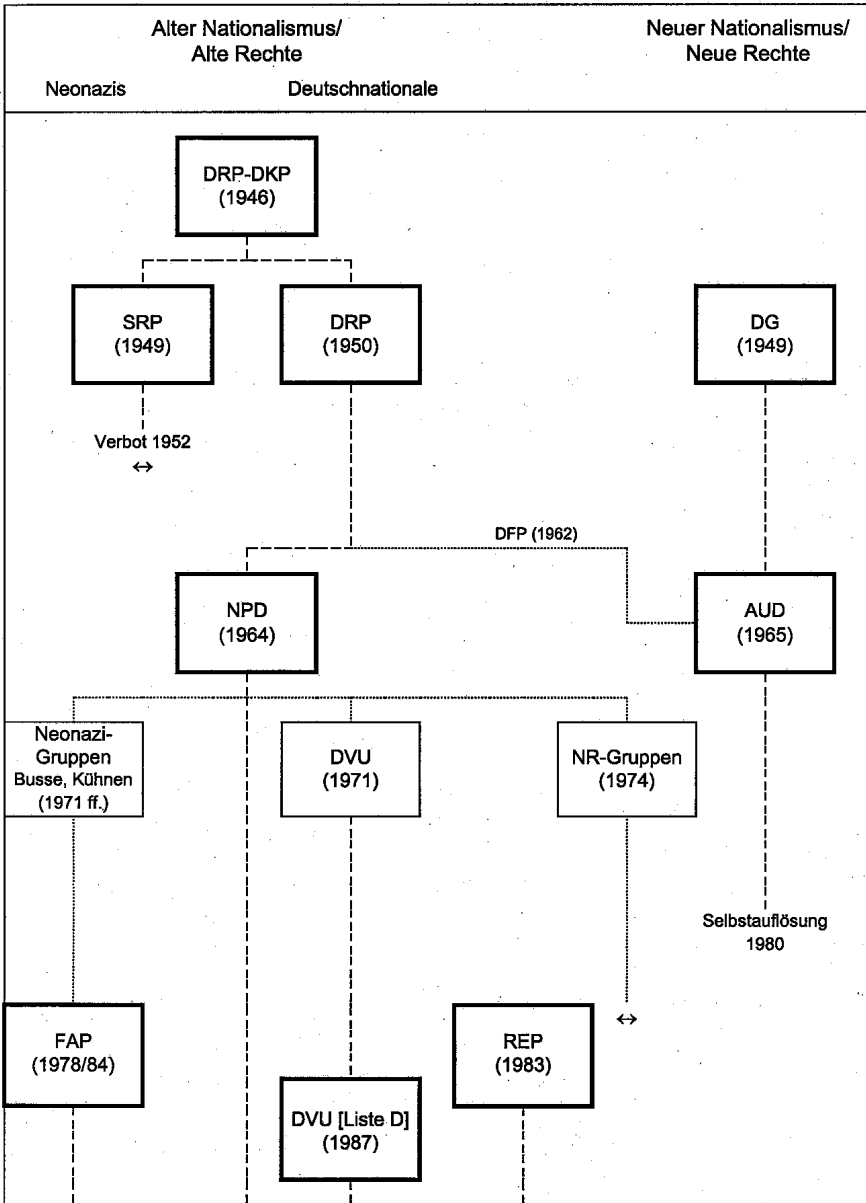 Alter Nationalismus/
Alte Rechte
Neuer Nationalismus/
Neue Rechte
Neonazis
Deutschnationale
DRP-DKP
(1946)
SRP
(1949)
DRP
(1950)
DG
(1949)
Verbot 1952
↔
DFP (1962)
NPD
(1964)
AUD
(1965)
Neonazi-
Gruppen
Busse, Kühnen
(1971 ff.)
DVU
(1971)
NR-Gruppen
(1974)
Selbstauflösung
1980
↔
FAP
(1978/84)
REP
(1983)
DVU [Liste D]
(1987)